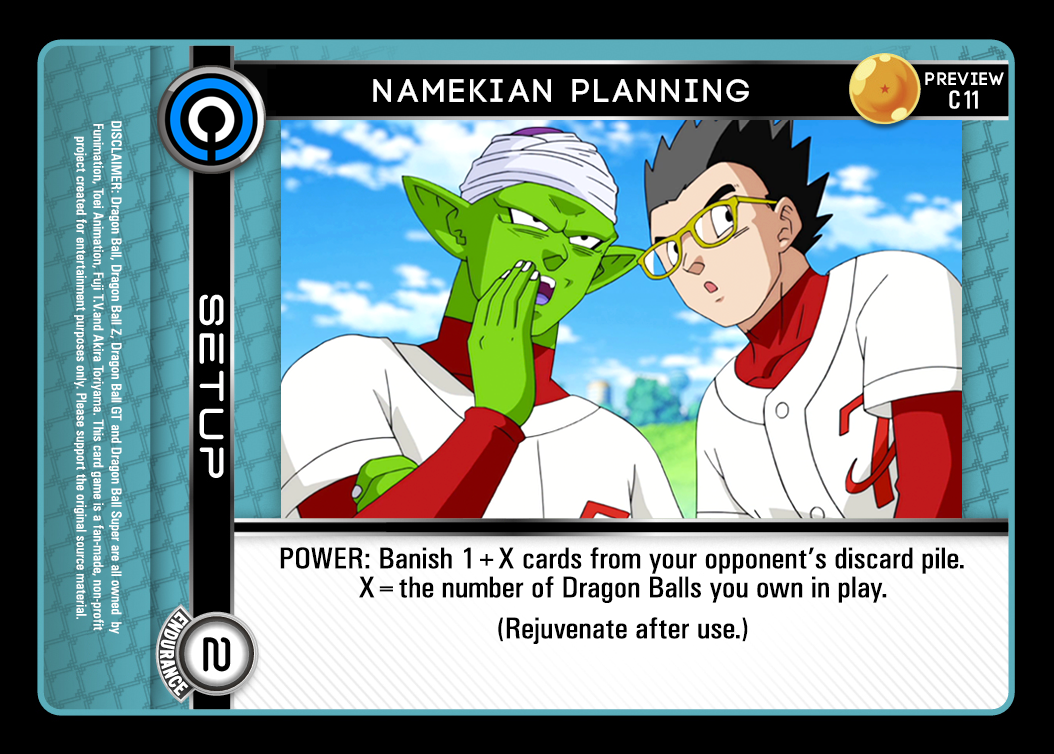 NAMEKIAN PLANNING
PREVIEW
C11
SETUP
DISCLAIMER: Dragon Ball, Dragon Ball Z, Dragon Ball GT and Dragon Ball Super are all owned by
Funimation, Toei Animation, Fuji T.V.and Akira Toriyama. This card game is a fan-made, non-profit
project created for entertainment purposes only. Please support the original source material.
POWER: Banish 1+X cards from your opponent's discard pile.
X=the number of Dragon Balls you own in play.
(Rejuvenate after use.)
ENDURANCE
2